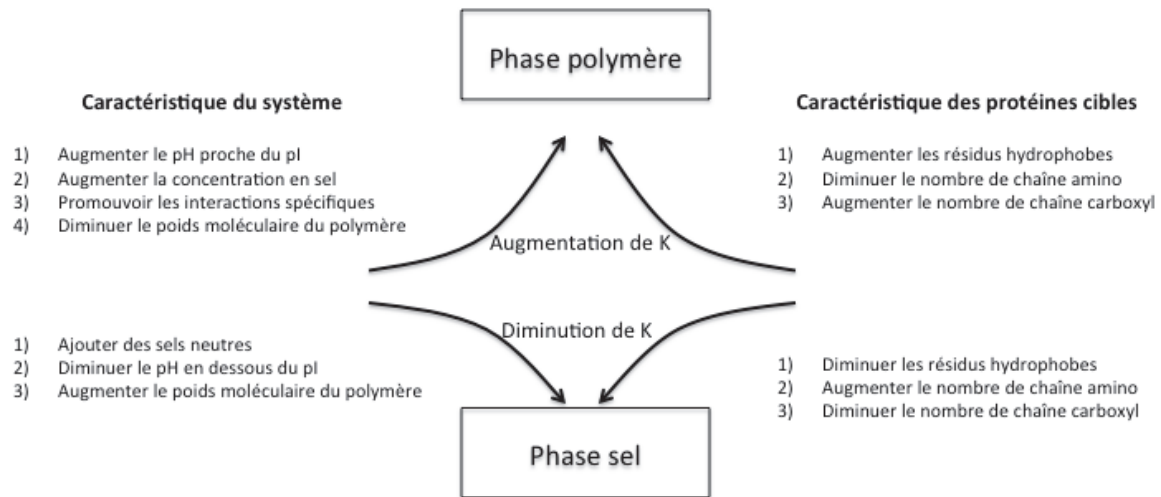 Phase polymère
Caractéristique du système
1) Augmenter le pH proche du pI
2) Augmenter la concentration en sel
3) Promouvoir les interactions spécifiques
4) Diminuer le poids moléculaire du polymère
Caractéristique des protéines cibles
1) Augmenter les résidus hydrophobes
2) Diminuer le nombre de chaîne amino
3) Augmenter le nombre de chaîne carboxyl
Augmentation de K
Diminution de K
1) Ajouter des sels neutres
2) Diminuer le pH en dessous du pI
3) Augmenter le poids moléculaire du polymère
1) Diminuer les résidus hydrophobes
2) Augmenter le nombre de chaîne amino
3) Diminuer le nombre de chaîne carboxyl
Phase sel